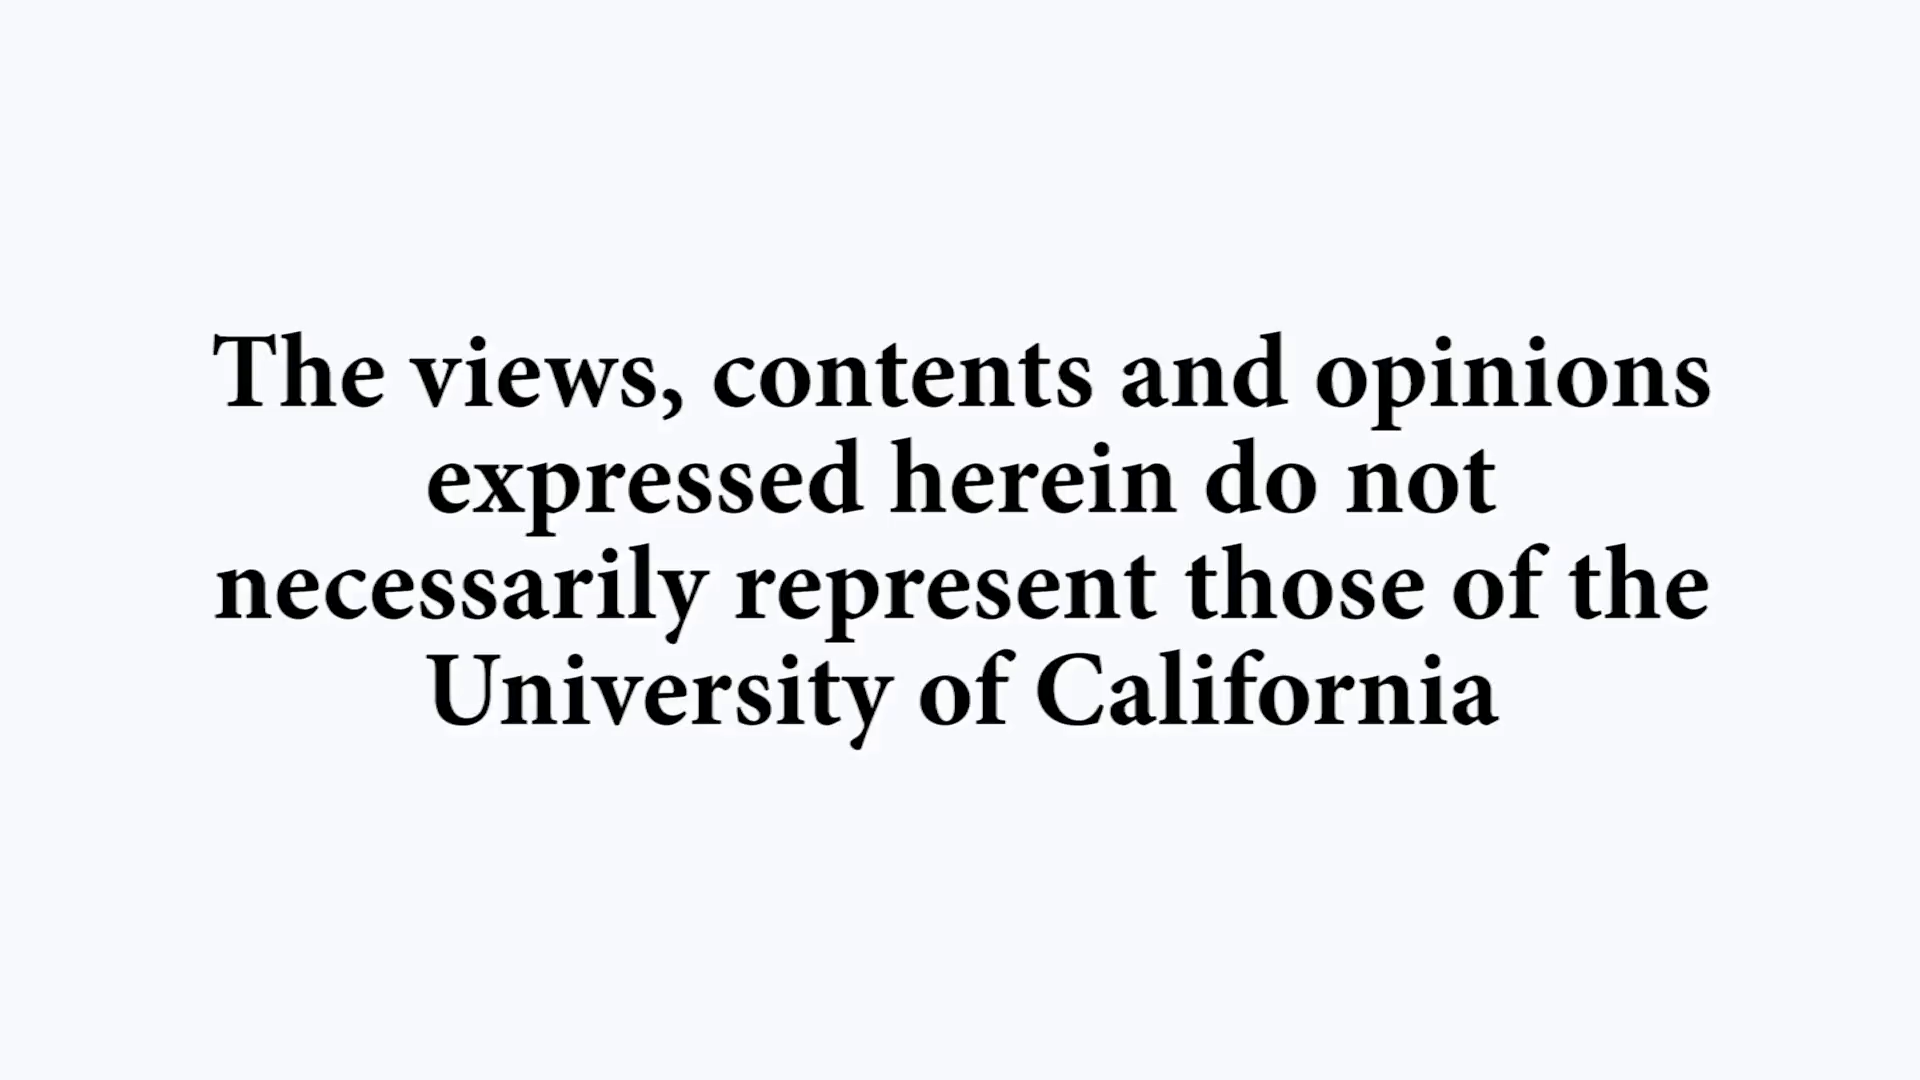 The views, contents and opinions
expressed herein do not
necessarily represent those of the
University of California